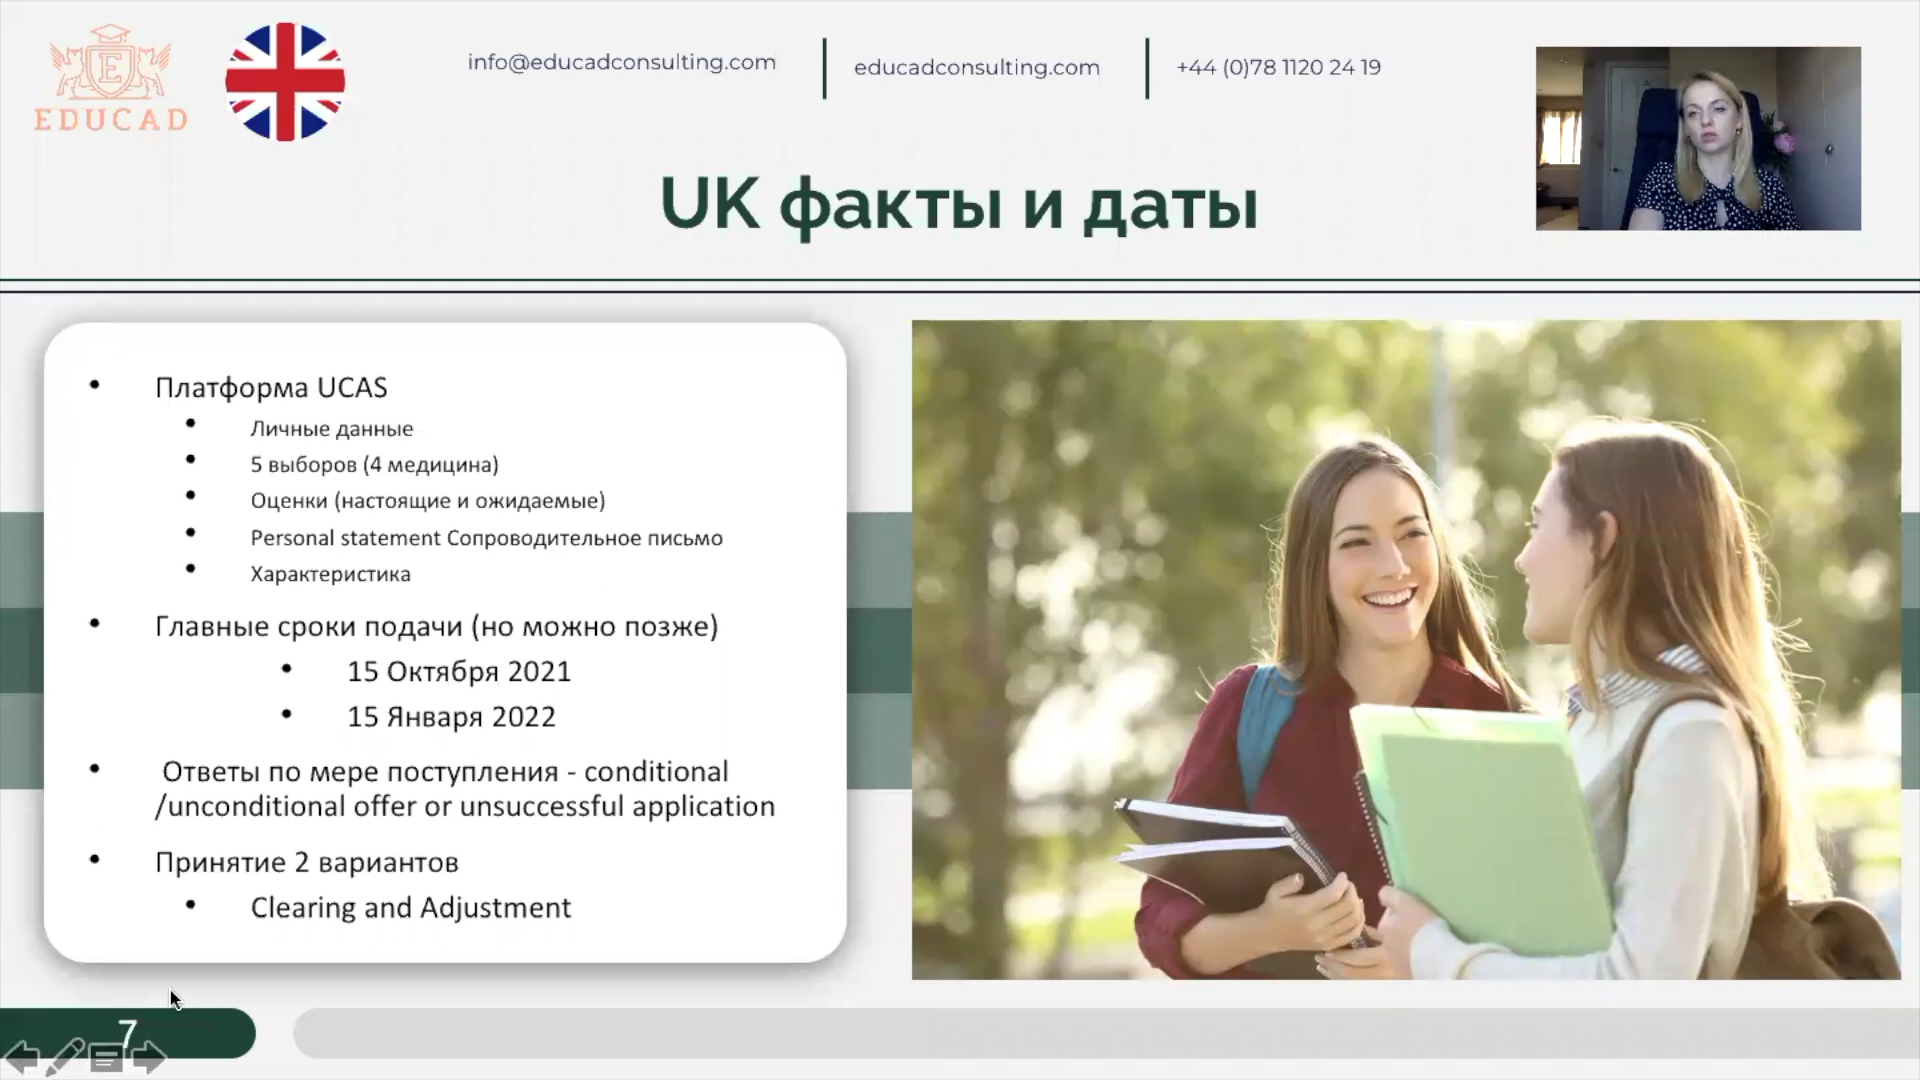 E
EDUCAD
info@educadconsulting.com
educadconsulting.com
+44 (0)78 1120 24 19
UK факты и даты
• Платформа UCAS
• Личные данные
• 5 выборов (4 медицина)
• Оценки (настоящие и ожидаемые)
• Personal statement Сопроводительное письмо
• Характеристика
• Главные сроки подачи (но можно позже)
• 15 Октября 2021
• 15 Января 2022
• Ответы по мере поступления - conditional
/unconditional offer or unsuccessful application
• Принятие 2 вариантов
• Clearing and Adjustment
7